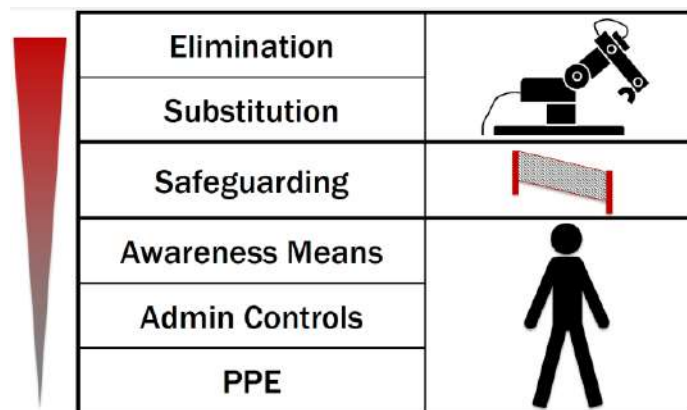 Elimination
Substitution
Safeguarding
Awareness Means
Admin Controls
PPE